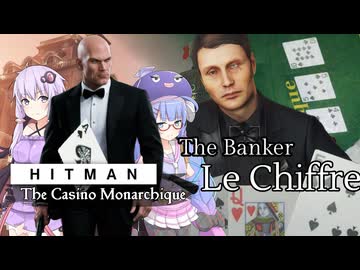 HITMAN
The Casino Monarchique
The Banker
Le Chiffre
Q